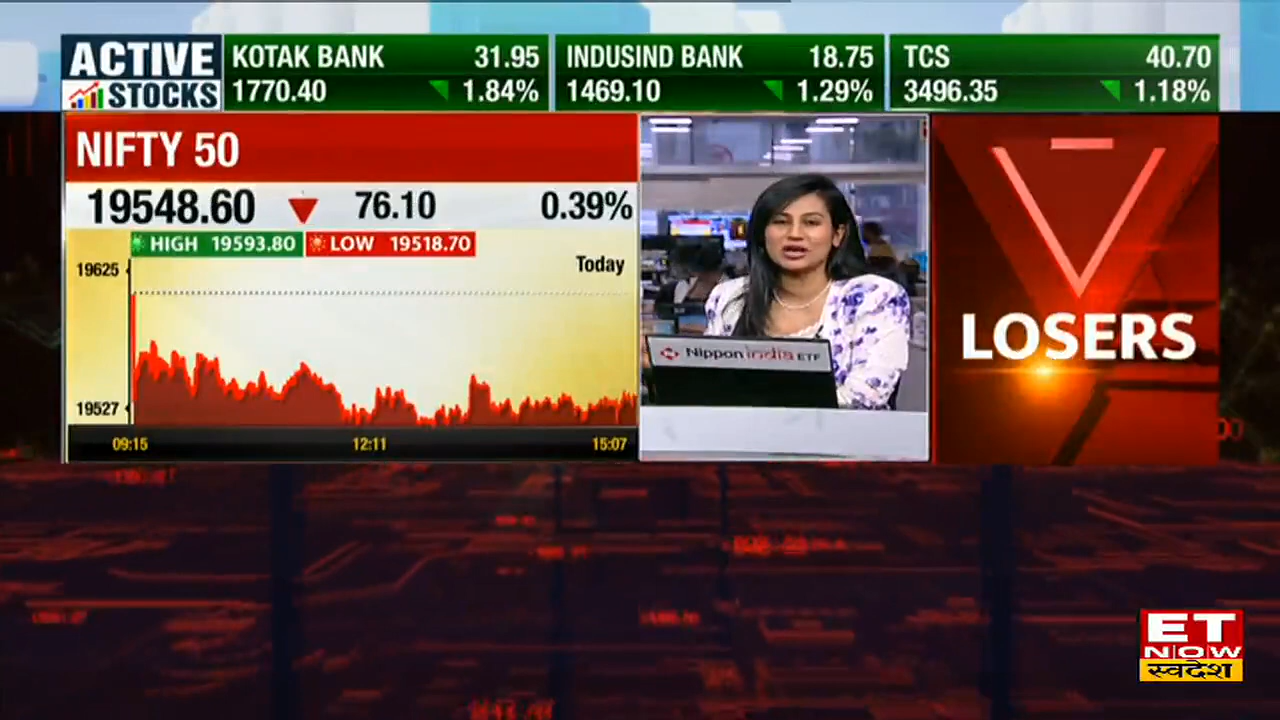 ACTIVE
STOCKS
KOTAK BANK 31.95
1770.40 1.84%
INDUSIND BANK 18.75
1469.10 1.29%
TCS 40.70
3496.35 1.18%
NIFTY 50
19548.60 76.10 0.39%
HIGH 19593.80 LOW 19518.70
Today
19625
19527
09:15 12:11 15:07
Nippon india ETF
LOSERS
ET
NOW
स्वदेश